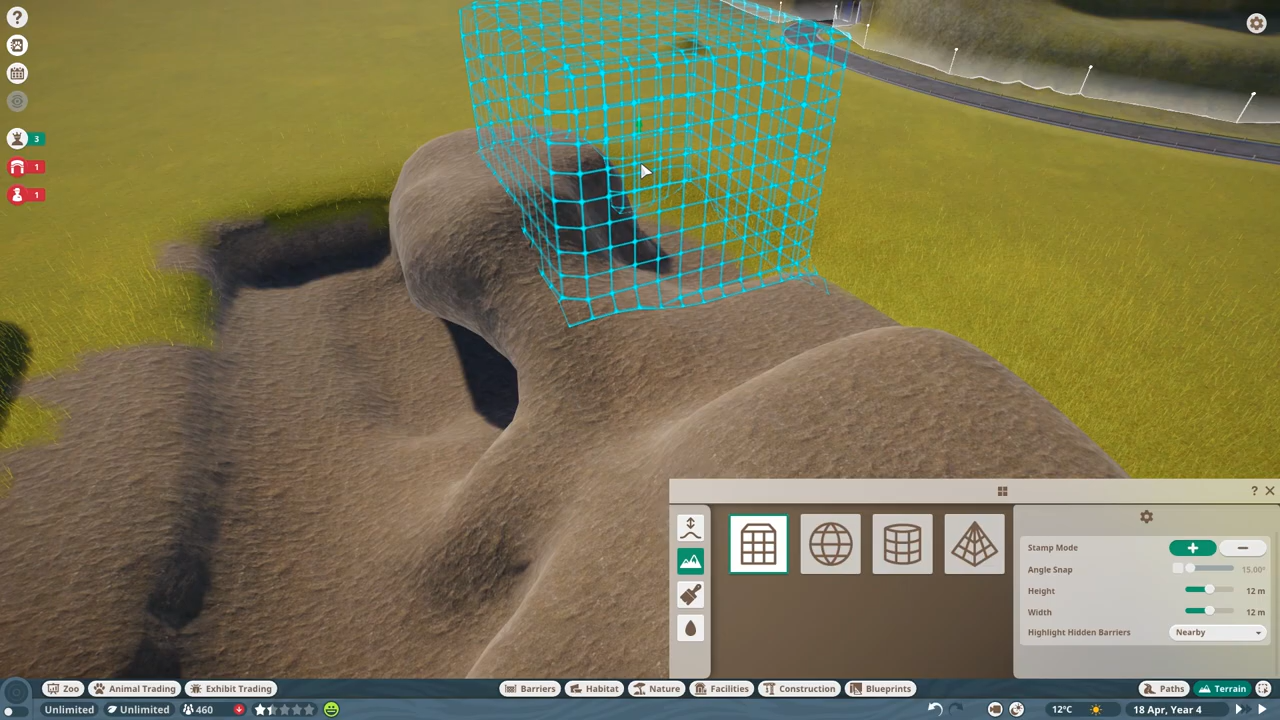 ?
3
1
1
?
Stamp Mode
Angle Snap 15.00°
Height 12 m
Width 12 m
Highlight Hidden Barriers Nearby
Zoo Animal Trading Exhibit Trading Barriers Habitat Nature Facilities Construction Blueprints Paths Terrain
Unlimited Unlimited 460 12°C 18 Apr, Year 4